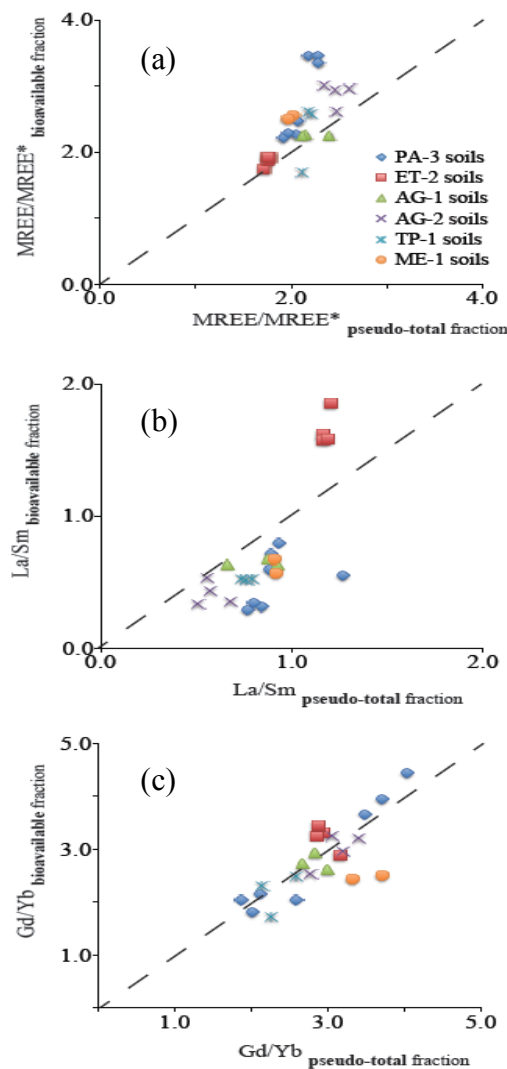 4.0
(a)
MREE/MREE* bioavailable fraction
2.0
PA-3 soils
ET-2 soils
AG-1 soils
AG-2 soils
TP-1 soils
ME-1 soils
0.0
0.0 2.0 4.0
MREE/MREE* pseudo-total fraction
2.0
(b)
La/Sm bioavailable fraction
1.0
0.0
0.0 1.0 2.0
La/Sm pseudo-total fraction
5.0
(c)
Gd/Yb bioavailable fraction
3.0
1.0
1.0 3.0 5.0
Gd/Yb pseudo-total fraction